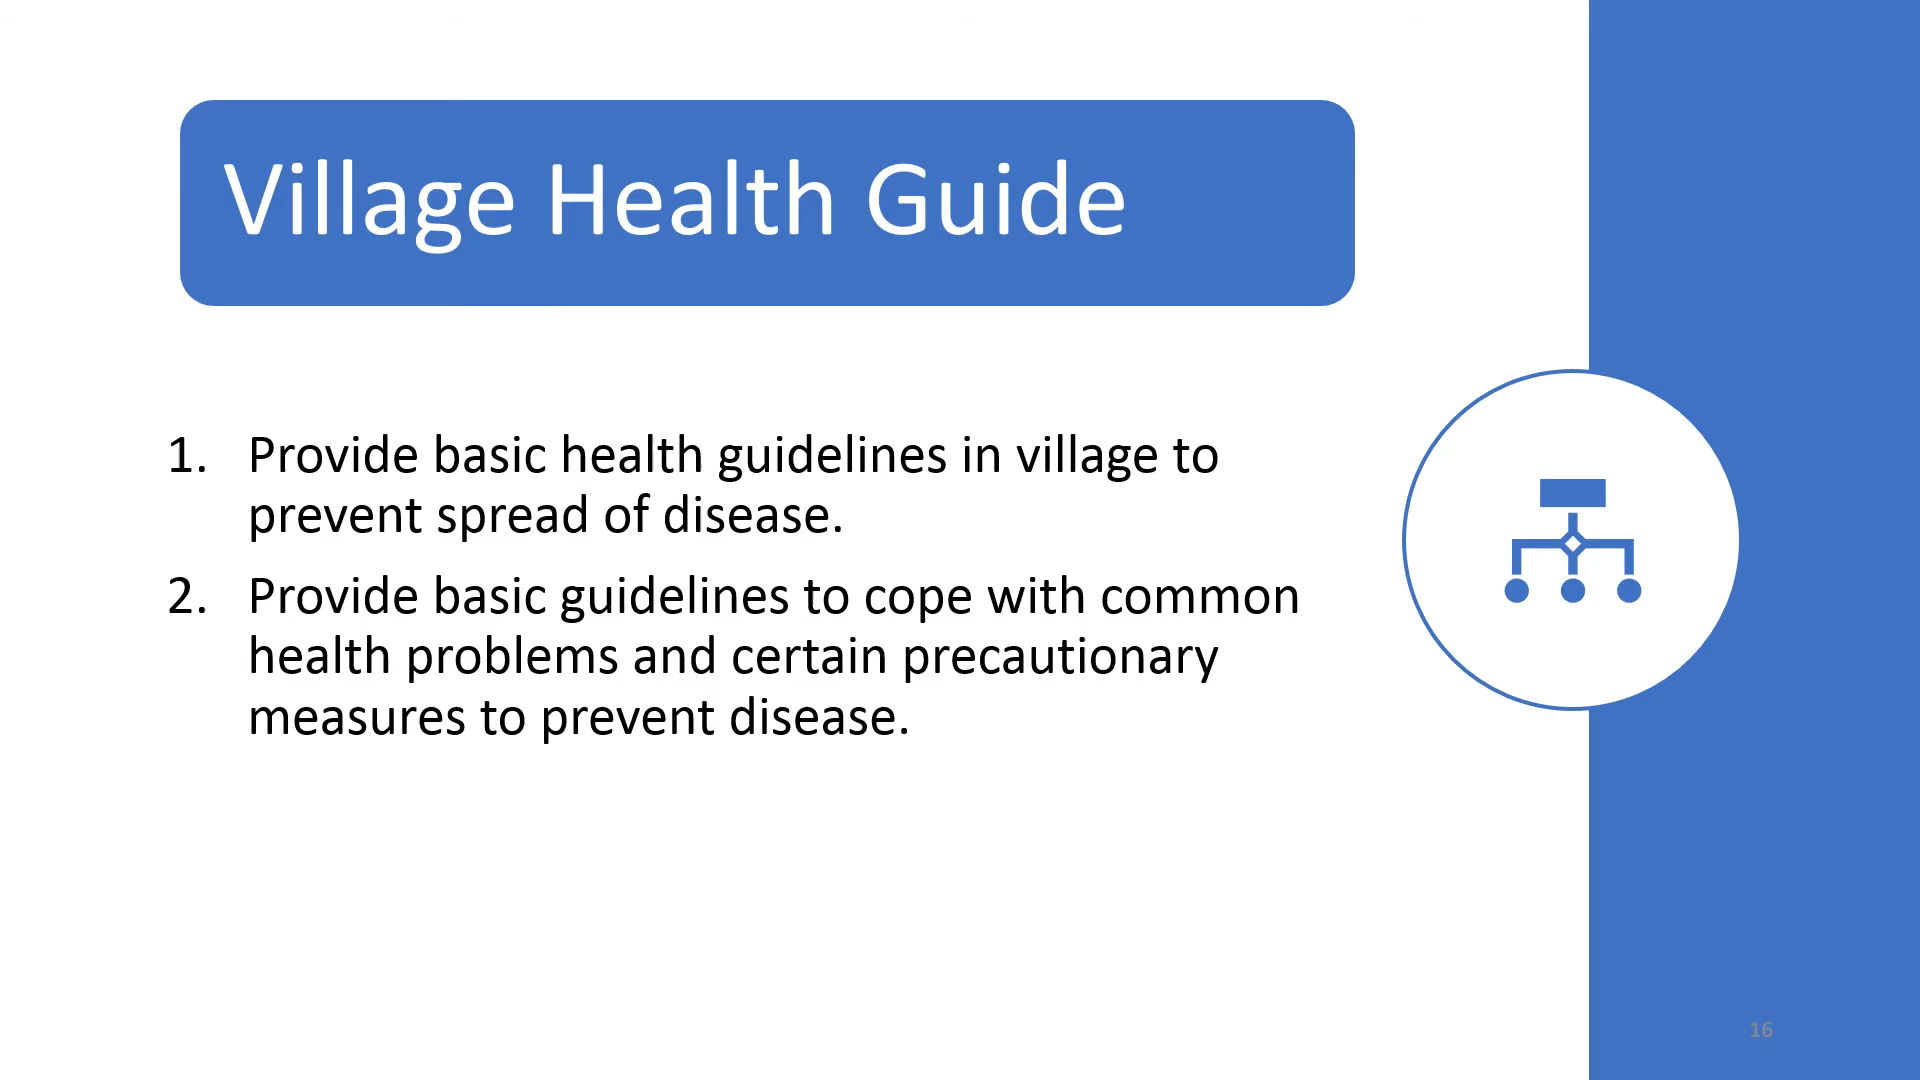 Village Health Guide
1. Provide basic health guidelines in village to
prevent spread of disease.
2. Provide basic guidelines to cope with common
health problems and certain precautionary
measures to prevent disease.
16